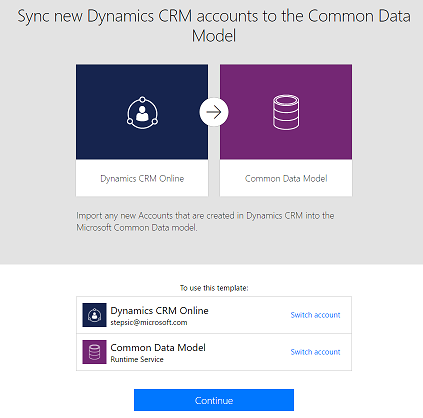 Sync new Dynamics CRM accounts to the Common Data
Model
Dynamics CRM Online
Common Data Model
Import any new Accounts that are created in Dynamics CRM into the
Microsoft Common Data model.
To use this template:
Dynamics CRM Online
stepsic@microsoft.com
Switch account
Common Data Model
Runtime Service
Switch account
Continue